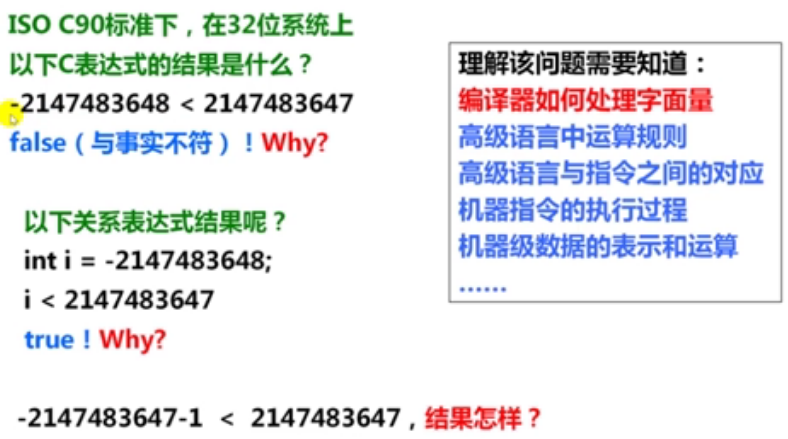 ISO C90标准下，在32位系统上
以下C表达式的结果是什么？
-2147483648 < 2147483647
false（与事实不符）！Why?
以下关系表达式结果呢？
int i = -2147483648;
i < 2147483647
true！Why?
-2147483647-1 < 2147483647，结果怎样？
理解该问题需要知道：
编译器如何处理字面量
高级语言中运算规则
高级语言与指令之间的对应
机器指令的执行过程
机器级数据的表示和运算
......